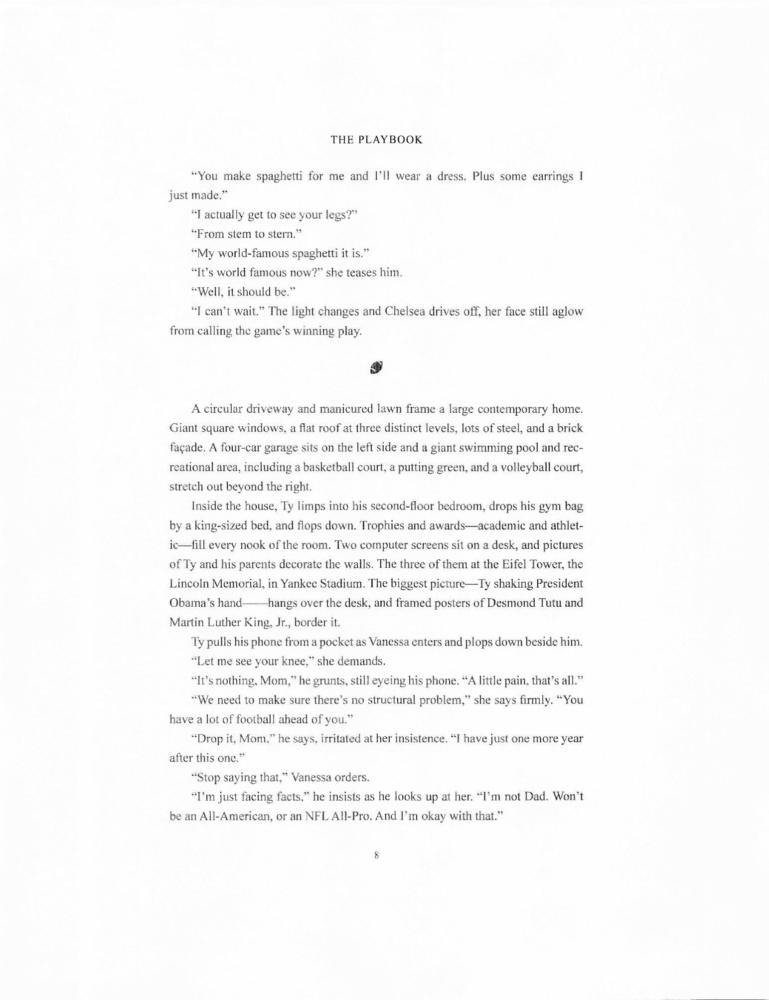 THE PLAYBOOK
“You make spaghetti for me and I’ll wear a dress. Plus some earrings I
just made.”
“I actually get to see your legs?”
“From stem to stern.”
“My world-famous spaghetti it is.”
“It’s world famous now?” she teases him.
“Well, it should be.”
“I can’t wait.” The light changes and Chelsea drives off, her face still aglow
from calling the game’s winning play.
A circular driveway and manicured lawn frame a large contemporary home.
Giant square windows, a flat roof at three distinct levels, lots of steel, and a brick
façade. A four-car garage sits on the left side and a giant swimming pool and rec-
reational area, including a basketball court, a putting green, and a volleyball court,
stretch out beyond the right.
Inside the house, Ty limps into his second-floor bedroom, drops his gym bag
by a king-sized bed, and flops down. Trophies and awards—academic and athlet-
ic—fill every nook of the room. Two computer screens sit on a desk, and pictures
of Ty and his parents decorate the walls. The three of them at the Eifel Tower, the
Lincoln Memorial, in Yankee Stadium. The biggest picture—Ty shaking President
Obama’s hand——hangs over the desk, and framed posters of Desmond Tutu and
Martin Luther King, Jr., border it.
Ty pulls his phone from a pocket as Vanessa enters and plops down beside him.
“Let me see your knee,” she demands.
“It’s nothing, Mom,” he grunts, still eyeing his phone. “A little pain, that’s all.”
“We need to make sure there’s no structural problem,” she says firmly. “You
have a lot of football ahead of you.”
“Drop it, Mom,” he says, irritated at her insistence. “I have just one more year
after this one.”
“Stop saying that,” Vanessa orders.
“I’m just facing facts,” he insists as he looks up at her. “I’m not Dad. Won’t
be an All-American, or an NFL All-Pro. And I’m okay with that.”
8